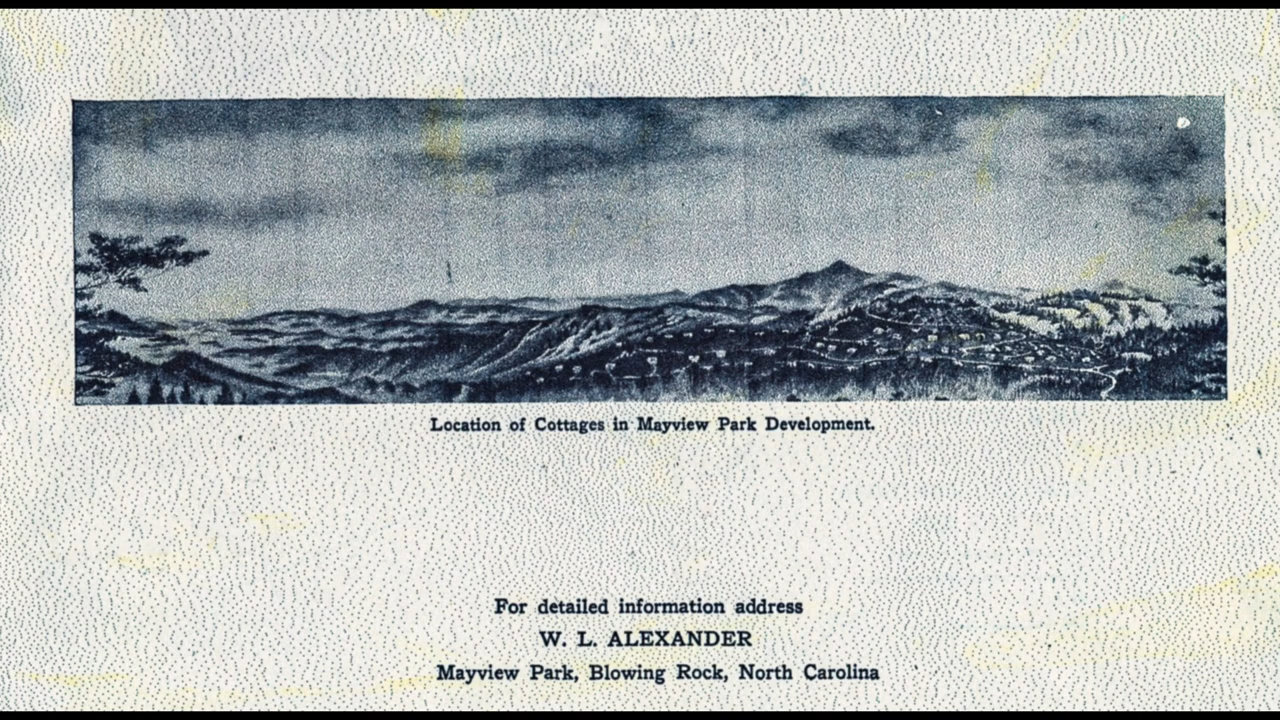 Location of Cottages in Mayview Park Development.
For detailed information address
W. L. ALEXANDER
Mayview Park, Blowing Rock, North Carolina